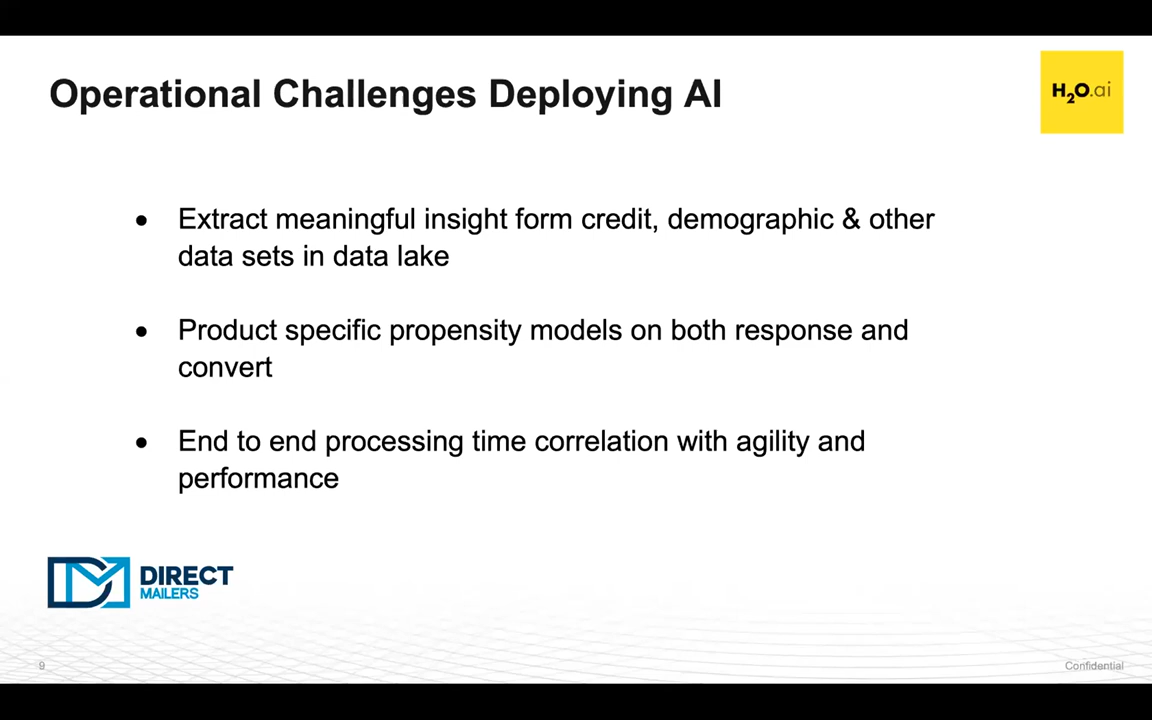 Operational Challenges Deploying AI
H2O.ai
• Extract meaningful insight form credit, demographic & other
data sets in data lake
• Product specific propensity models on both response and
convert
• End to end processing time correlation with agility and
performance
DIRECT
MAILERS
9
Confidential